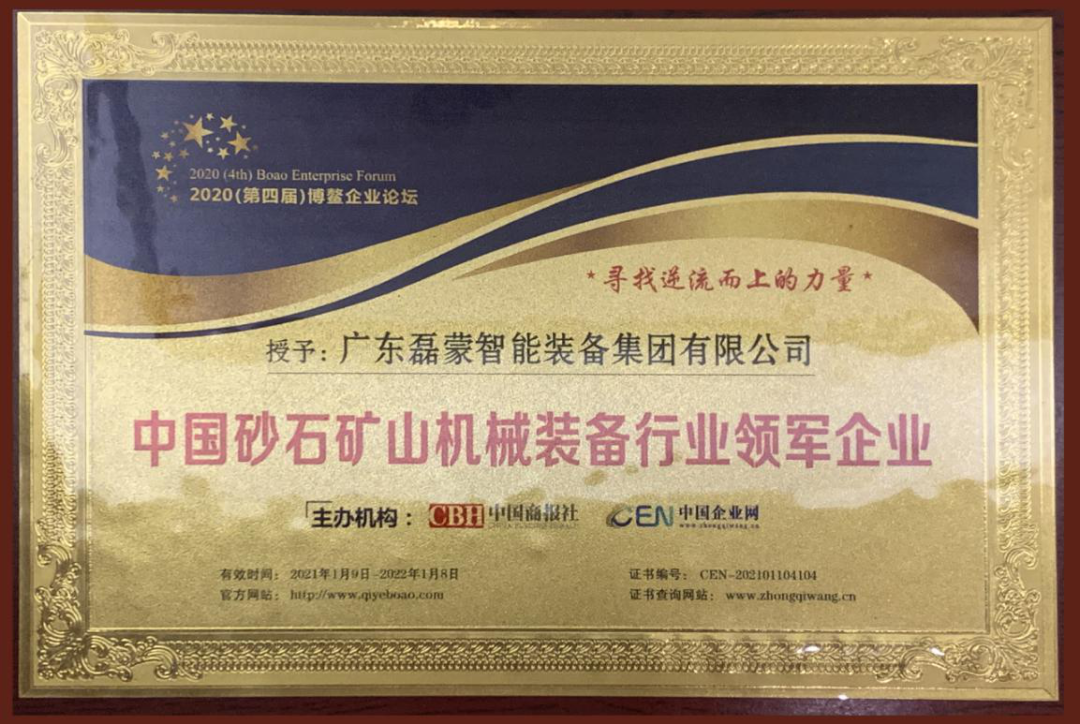 2020 (4th) Boao Enterprise Forum
2020(第四届)博鳌企业论坛
★寻找逆流而上的力量★
授予：广东磊蒙智能装备集团有限公司
中国砂石矿山机械装备行业领军企业
「主办机构： CBH 中国商报社 CEN 中国企业网
www.zhongqiwang.cn
有效时间： 2021年1月9日-2022年1月8日 证书编号： CEN-202101104104
官方网站： http://www.qiyeboao.com 证书查询网站： www.zhongqiwang.cn